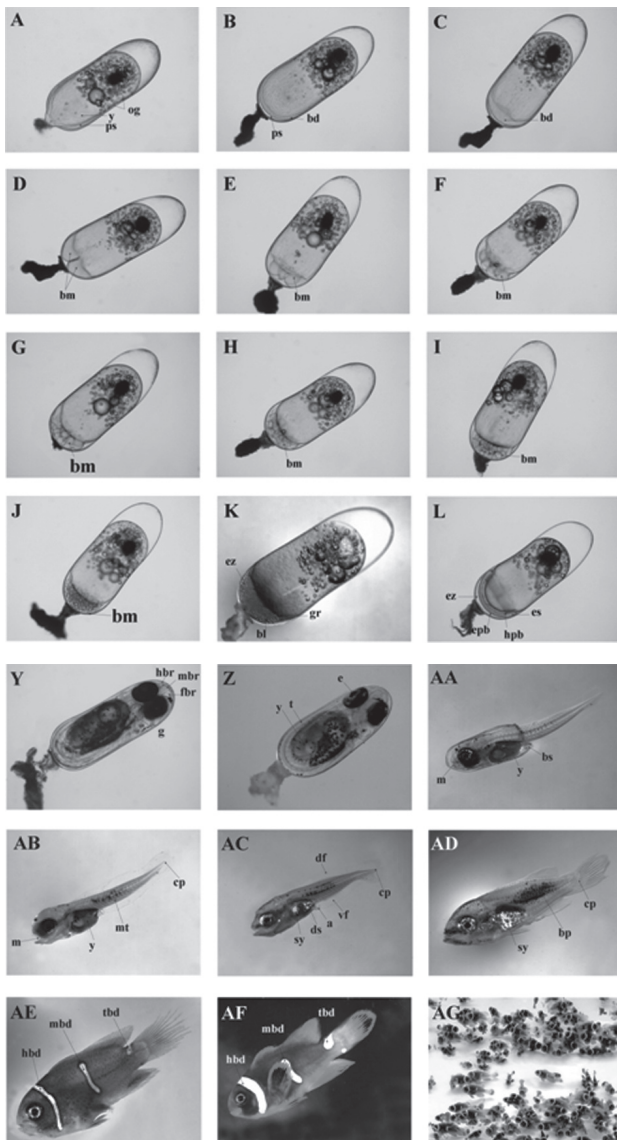 A
og
y
ps
B
ps
bd
C
bd
D
bm
E
bm
F
bm
G
bm
H
bm
I
bm
J
bm
K
ez
gr
bl
L
ez
es
epb
hpb
Y
hbr
mbr
fbr
g
Z
e
y t
AA
bs
m
y
AB
cp
mt
m
y
AC
df
cp
vf
a
ds
sy
AD
cp
bp
sy
AE
tbd
mbd
hbd
AF
tbd
mbd
hbd
AG